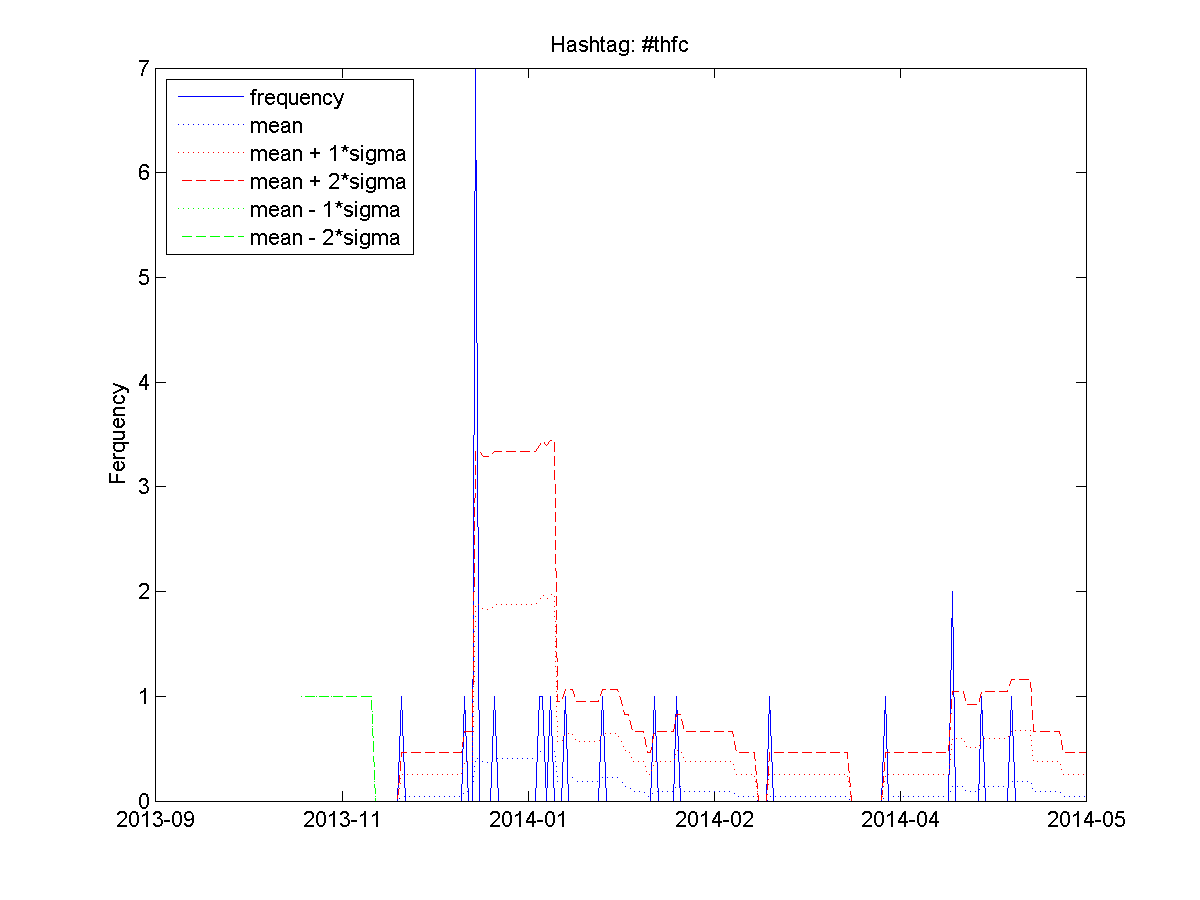 Hashtag: #thfc
7
frequency
mean
mean + 1*sigma
6
mean + 2*sigma
mean - 1*sigma
mean - 2*sigma
5
4
Ferquency
3
2
1
0
2013-09 2013-11 2014-01 2014-02 2014-04 2014-05